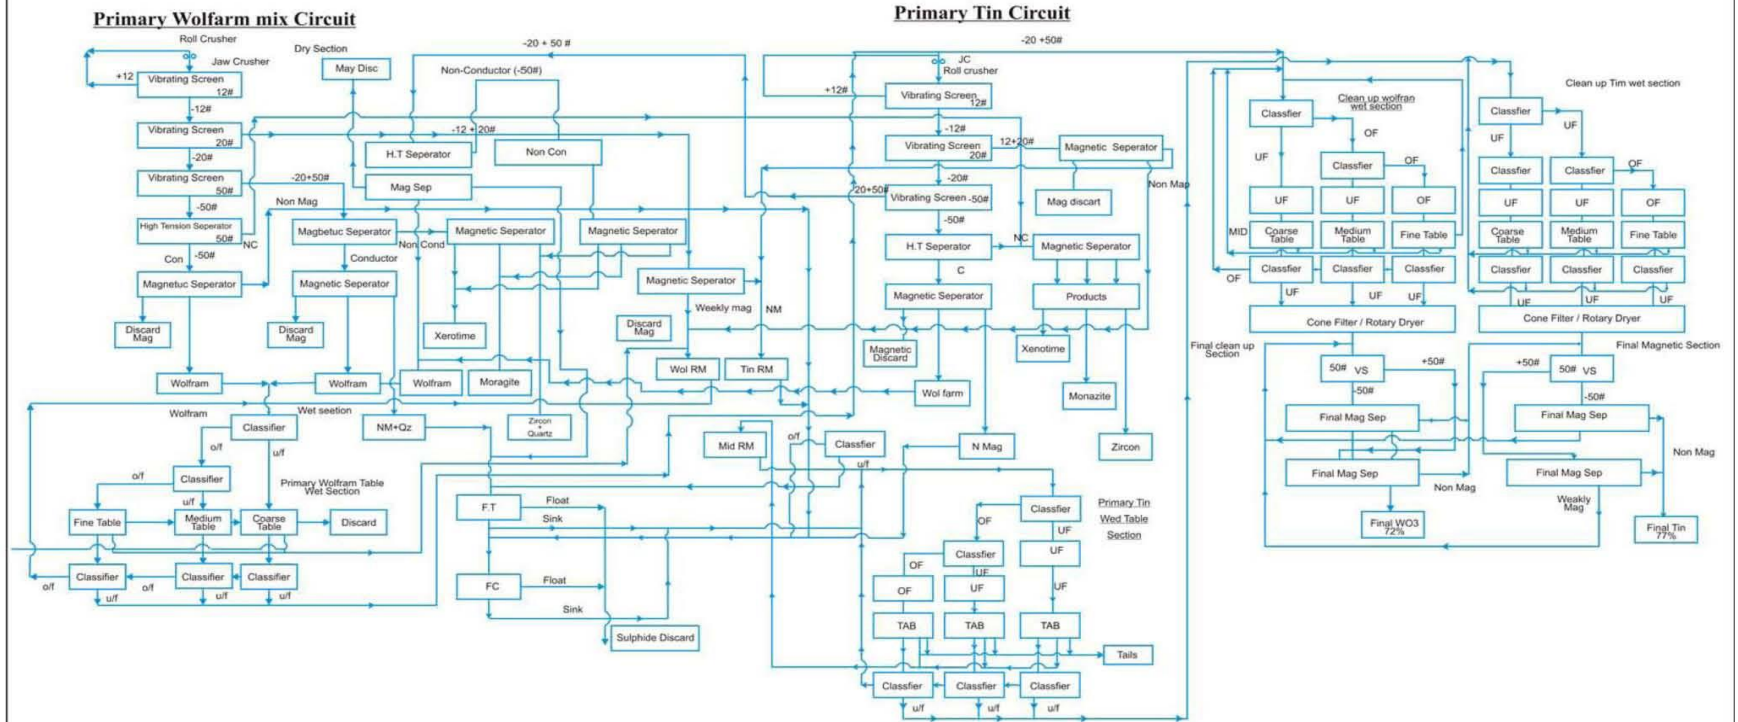 Primary Wolfarm mix Circuit
Primary Tin Circuit
Roll Crusher
Jaw Crusher
+12
Vibrating Screen
12#
-12#
Vibrating Screen
20#
-20#
Vibrating Screen
50#
-50#
High Tension Seperator
50#
NC
Con
-50#
Magnetuc Seperator
Discard
Mag
Wolfram
Dry Section
May Disc
-20 + 50 #
Non-Conductor (-50#)
-12 + 20#
H.T Seperator
Non Con
Mag Sep
-20+50#
Non Mag
Magbetuc Seperator
Non Cond
Magnetic Seperator
Magnetic Seperator
Conductor
Magnetic Seperator
Discard
Mag
Wolfram
Wolfram
Xerotime
Moragite
Zircon
+
Quartz
NM+Qz
Magnetic Seperator
Weekly mag
NM
Discard
Mag
Wol RM
Tin RM
Wolfram
Wet seetion
Classifier
o/f
u/f
Classifier
o/f
u/f
Primary Wolfram Table
Wet Section
Fine Table
Medium
Table
Coarse
Table
Discard
Classifier
Classifier
Classifier
o/f
u/f
o/f
u/f
u/f
F.T
Float
Sink
FC
Float
Sink
Sulphide Discard
-20 +50#
JC
Roll crusher
+12#
Vibrating Screen
12#
-12#
Vibrating Screen
20#
12+20#
Magnetic Seperator
-20#
20+50#
Vibrating Screen
-50#
Mag discart
Non Map
-50#
H.T Seperator
NC
Magnetic Seperator
C
Magnetic Seperator
Products
Magnetic
Discard
Xenotime
Wol farm
Monazite
Zircon
N Mag
Mid RM
o/f
Classfier
u/f
Classfier
Primary Tin
Wed Table
Section
OF
UF
Classfier
UF
OF
UF
OF
UF
UF
TAB
TAB
TAB
Tails
Classfier
Classfier
Classfier
u/f
u/f
u/f
Clean up wolfran
wet section
Classfier
OF
UF
Classfier
OF
UF
UF
OF
MID
Coarse
Table
Medium
Table
Fine Table
Classfier
Classfier
Classfier
OF
UF
UF
UF
Cone Filter / Rotary Dryer
Final clean up
Section
50# VS
+50#
-50#
Final Mag Sep
Final Mag Sep
Non Mag
Final WO3
72%
Clean up Tim wet section
Classfier
UF
UF
Classfier
Classfier
OF
UF
UF
OF
Coarse
Table
Medium
Table
Fine Table
Classfier
Classfier
Classfier
UF
UF
UF
Cone Filter / Rotary Dryer
Final Magnetic Section
+50#
50# VS
-50#
Final Mag Sep
Final Mag Sep
Non Mag
Weakly
Mag
Final Tin
77%